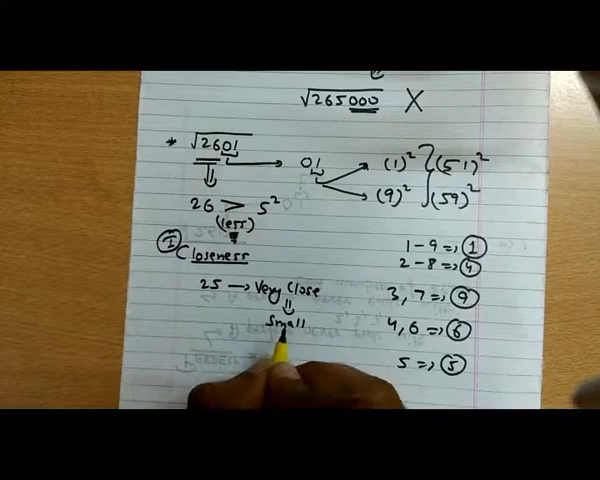 √265000 X
* √2601
01 (1)² (51)²
(9)² (59)²
26 > 5²
(less)
I Closeness
25 → Very Close
Small
1 - 9 => 1
2 - 8 => 4
3, 7 => 9
4, 6 => 6
5 => 5